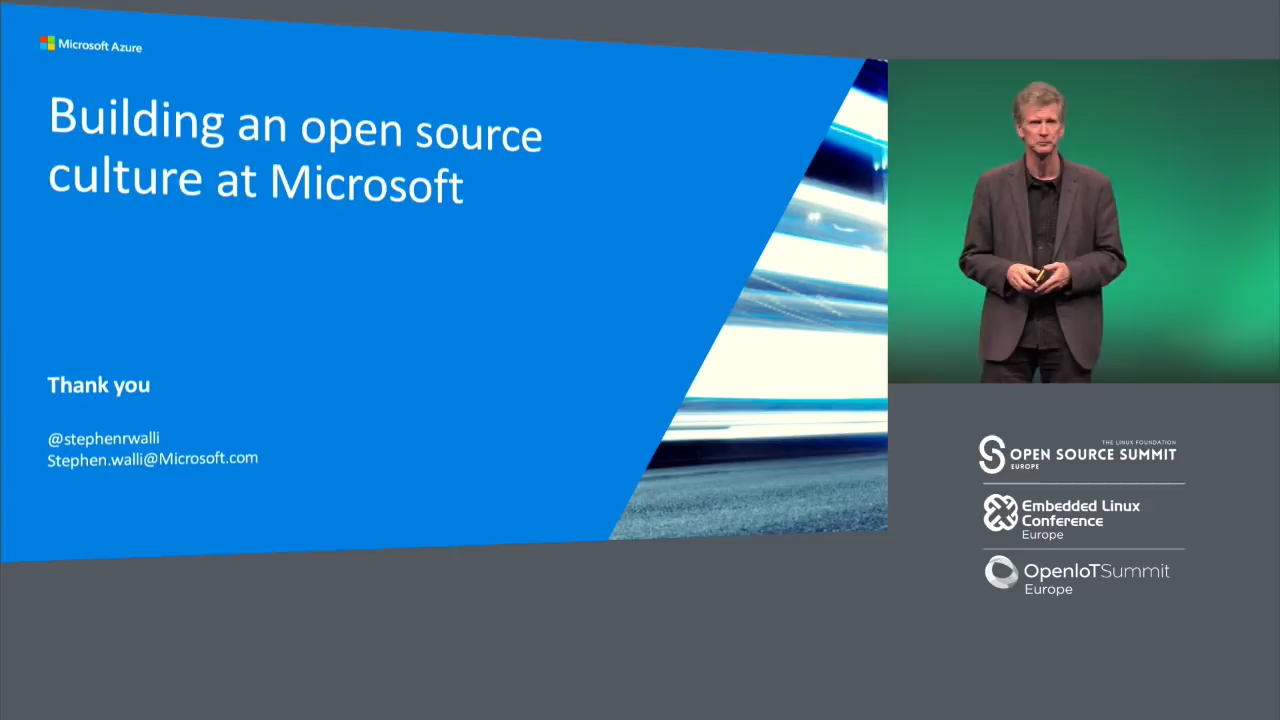 Microsoft Azure
Building an open source
culture at Microsoft
Thank you
@stephenrwalli
Stephen.walli@Microsoft.com
THE LINUX FOUNDATION
OPEN SOURCE SUMMIT
EUROPE
Embedded Linux
Conference
Europe
OpenIoTSummit
Europe